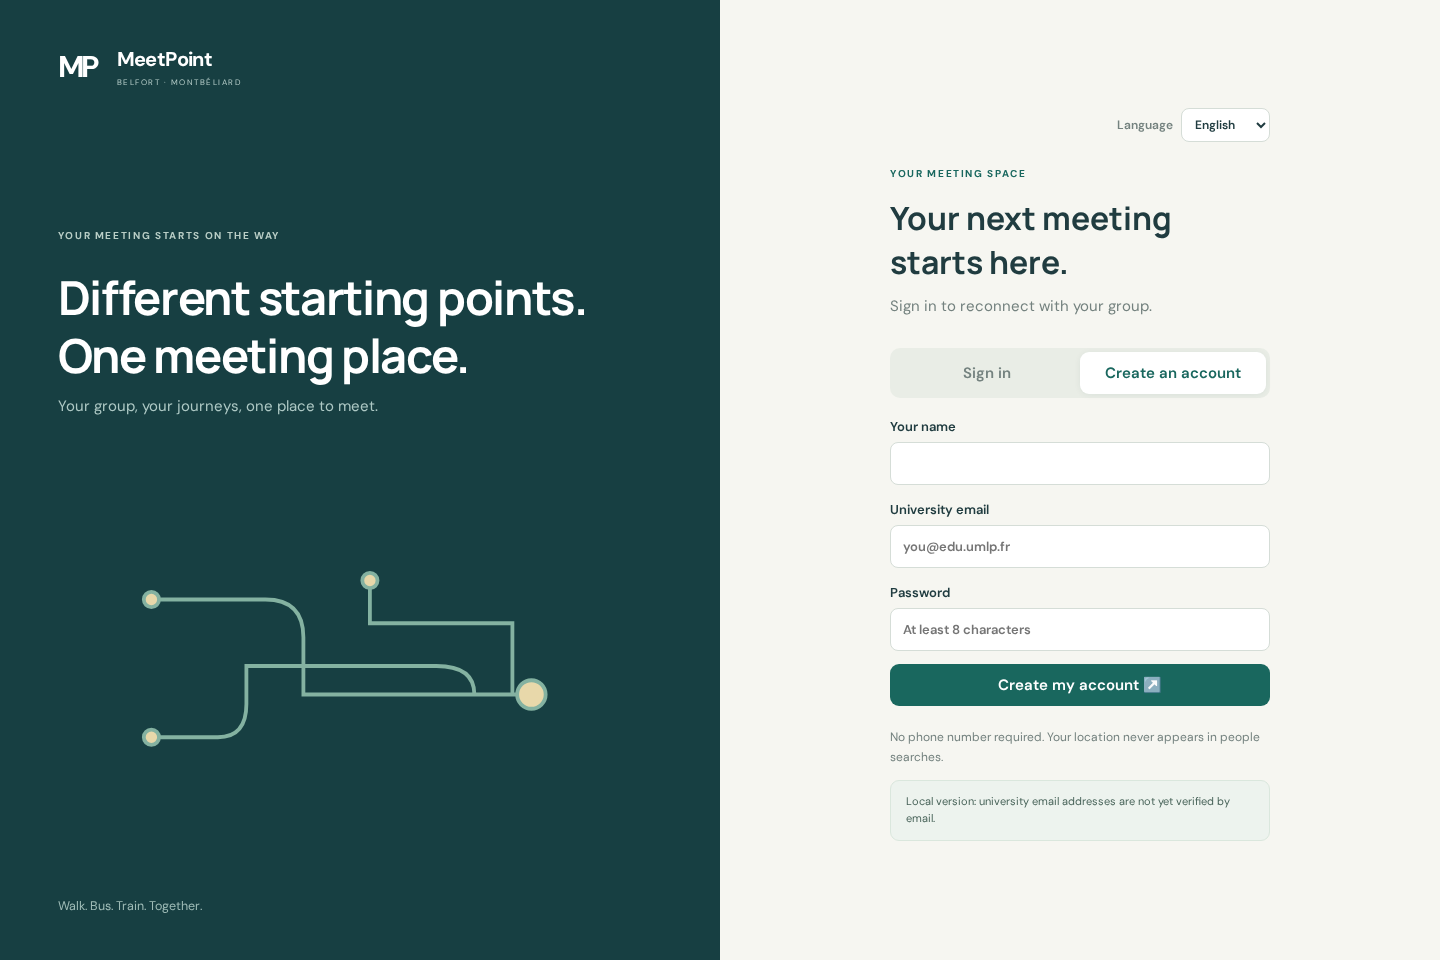 MP
MeetPoint
BELFORT · MONTBÉLIARD
YOUR MEETING STARTS ON THE WAY
Different starting points.
One meeting place.
Your group, your journeys, one place to meet.
Walk. Bus. Train. Together.
Language
English
YOUR MEETING SPACE
Your next meeting
starts here.
Sign in to reconnect with your group.
Sign in
Create an account
Your name
University email
you@edu.umlp.fr
Password
At least 8 characters
Create my account ↗
No phone number required. Your location never appears in people
searches.
Local version: university email addresses are not yet verified by
email.